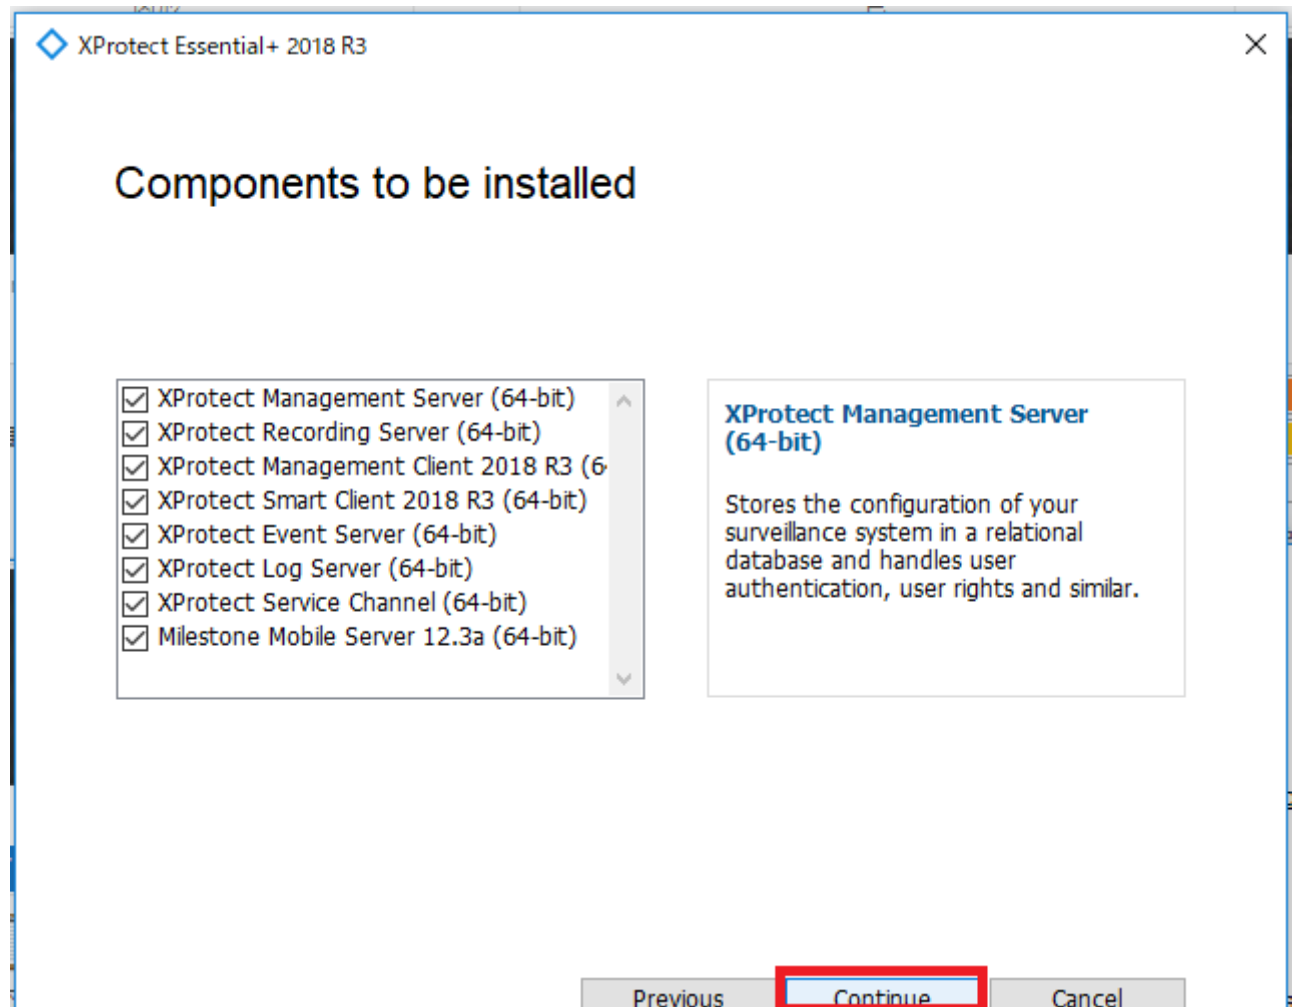 XProtect Essential+ 2018 R3
Components to be installed
XProtect Management Server (64-bit)
XProtect Recording Server (64-bit)
XProtect Management Client 2018 R3 (6
XProtect Smart Client 2018 R3 (64-bit)
XProtect Event Server (64-bit)
XProtect Log Server (64-bit)
XProtect Service Channel (64-bit)
Milestone Mobile Server 12.3a (64-bit)
XProtect Management Server
(64-bit)
Stores the configuration of your
surveillance system in a relational
database and handles user
authentication, user rights and similar.
Previous
Continue
Cancel